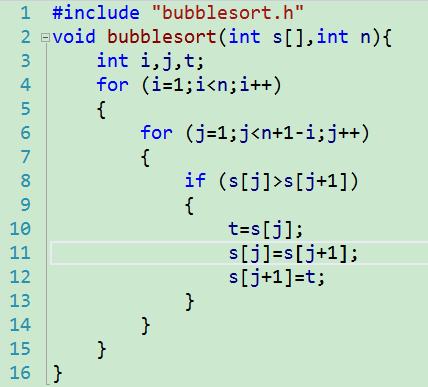 1 #include "bubblesort.h"
2 void bubblesort(int s[],int n){
3 int i,j,t;
4 for (i=1;i<n;i++)
5 {
6 for (j=1;j<n+1-i;j++)
7 {
8 if (s[j]>s[j+1])
9 {
10 t=s[j];
11 s[j]=s[j+1];
12 s[j+1]=t;
13 }
14 }
15 }
16 }